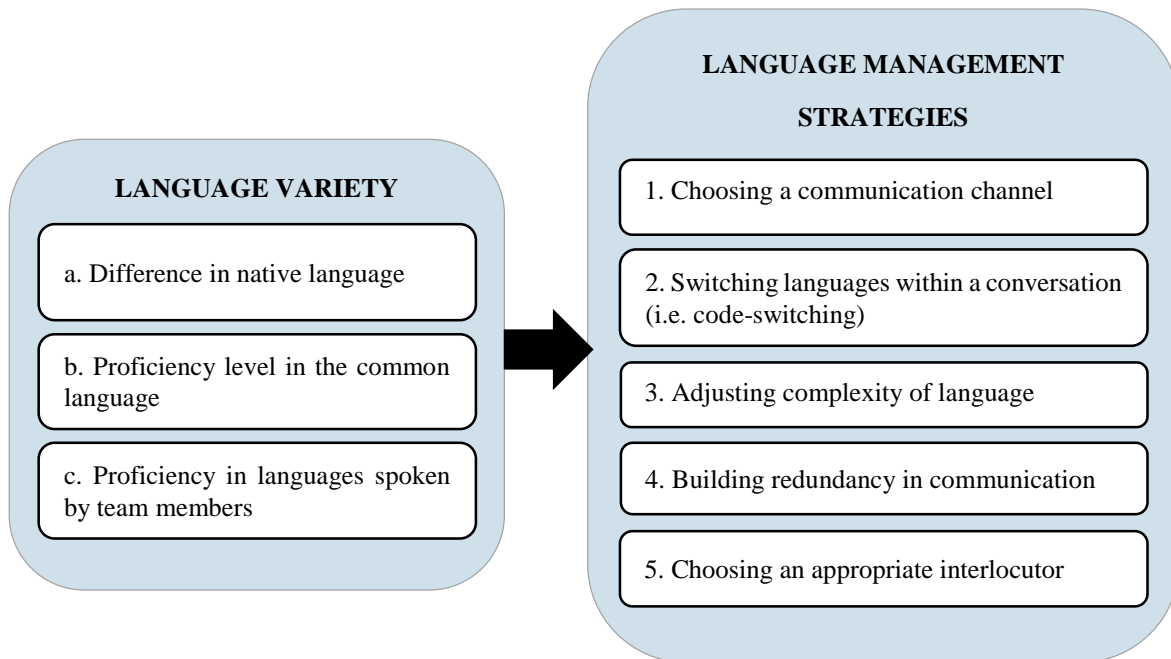 LANGUAGE VARIETY
a. Difference in native language
b. Proficiency level in the common
language
c. Proficiency in languages spoken
by team members
LANGUAGE MANAGEMENT
STRATEGIES
1. Choosing a communication channel
2. Switching languages within a conversation
(i.e. code-switching)
3. Adjusting complexity of language
4. Building redundancy in communication
5. Choosing an appropriate interlocutor